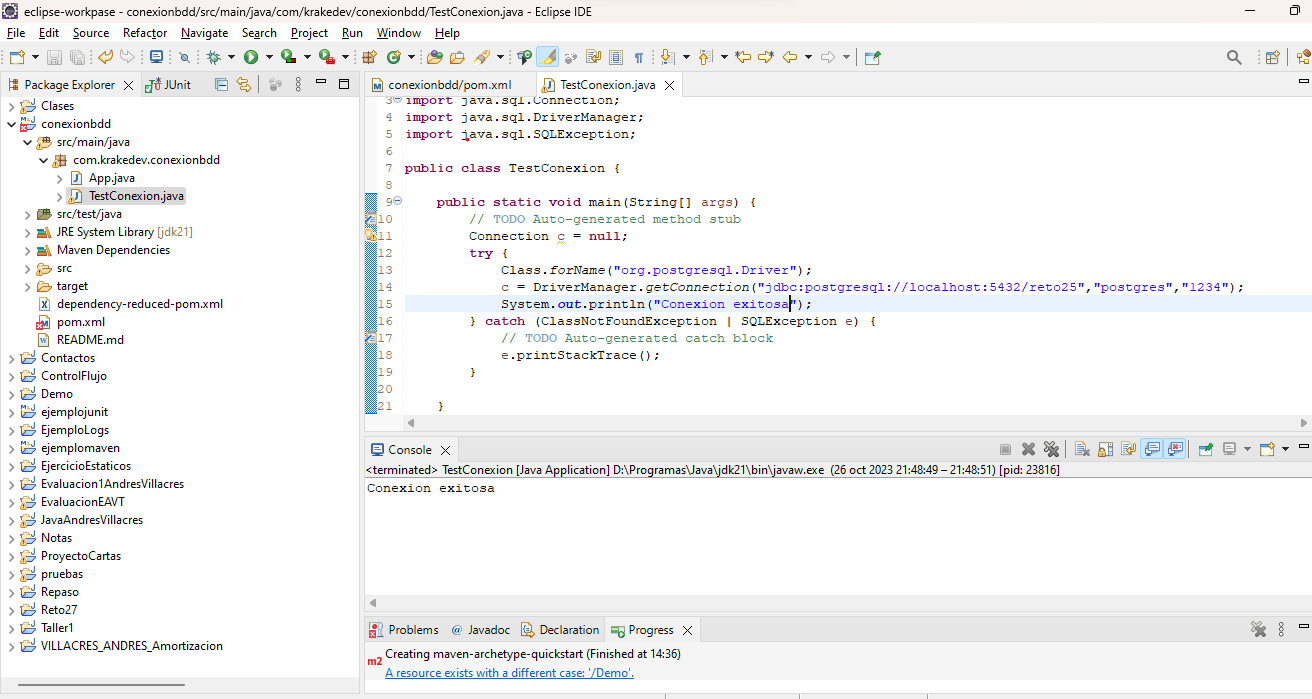 eclipse-workpase - conexionbdd/src/main/java/com/krakedev/conexionbdd/TestConexion.java - Eclipse IDE
File Edit Source Refactor Navigate Search Project Run Window Help
Package Explorer
JUnit
Clases
conexionbdd
src/main/java
com.krakedev.conexionbdd
App.java
TestConexion.java
src/test/java
JRE System Library [jdk21]
Maven Dependencies
src
target
dependency-reduced-pom.xml
pom.xml
README.md
Contactos
ControlFlujo
Demo
ejemplojunit
EjemploLogs
ejemplomaven
EjercicioEstaticos
Evaluacion1AndresVillacres
EvaluacionEAVT
JavaAndresVillacres
Notas
ProyectoCartas
pruebas
Repaso
Reto27
Taller1
VILLACRES_ANDRES_Amortizacion
conexionbdd/pom.xml
TestConexion.java
3 import java.sql.Connection;
4 import java.sql.DriverManager;
5 import java.sql.SQLException;
6
7 public class TestConexion {
8
9 public static void main(String[] args) {
10 // TODO Auto-generated method stub
11 Connection c = null;
12 try {
13 Class.forName("org.postgresql.Driver");
14 c = DriverManager.getConnection("jdbc:postgresql://localhost:5432/reto25","postgres","1234");
15 System.out.println("Conexion exitosa");
16 } catch (ClassNotFoundException | SQLException e) {
17 // TODO Auto-generated catch block
18 e.printStackTrace();
19 }
20
21 }
Console
<terminated> TestConexion [Java Application] D:\Programas\Java\jdk21\bin\javaw.exe (26 oct 2023 21:48:49 – 21:48:51) [pid: 23816]
Conexion exitosa
Problems
Javadoc
Declaration
Progress
m2 Creating maven-archetype-quickstart (Finished at 14:36)
A resource exists with a different case: '/Demo'.